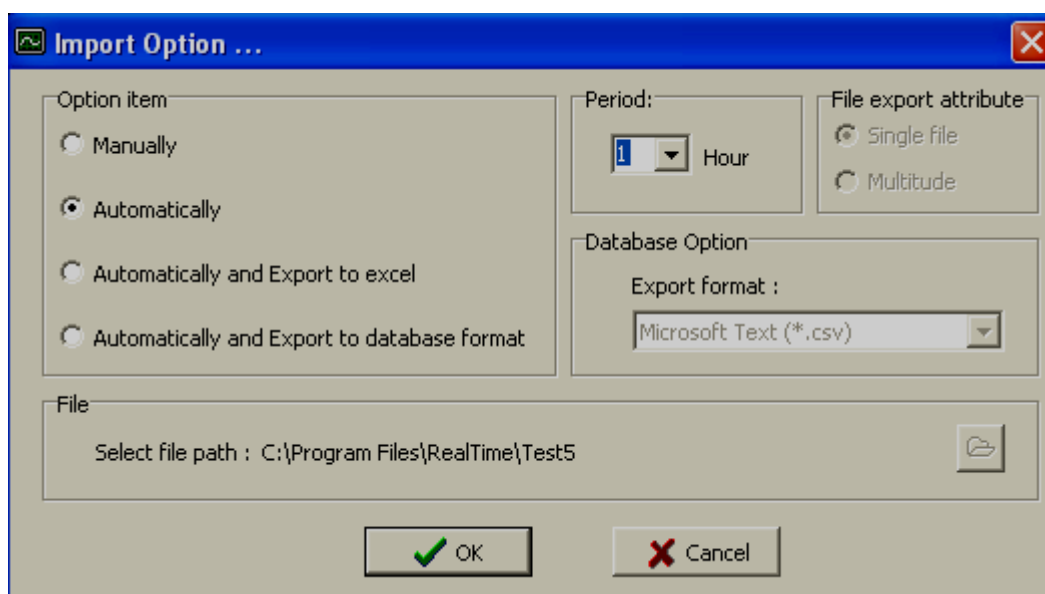 Import Option ...
Option item
Manually
Automatically
Automatically and Export to excel
Automatically and Export to database format
Period:
1 Hour
File export attribute
Single file
Multitude
Database Option
Export format :
Microsoft Text (*.csv)
File
Select file path : C:\Program Files\RealTime\Test5
OK
Cancel